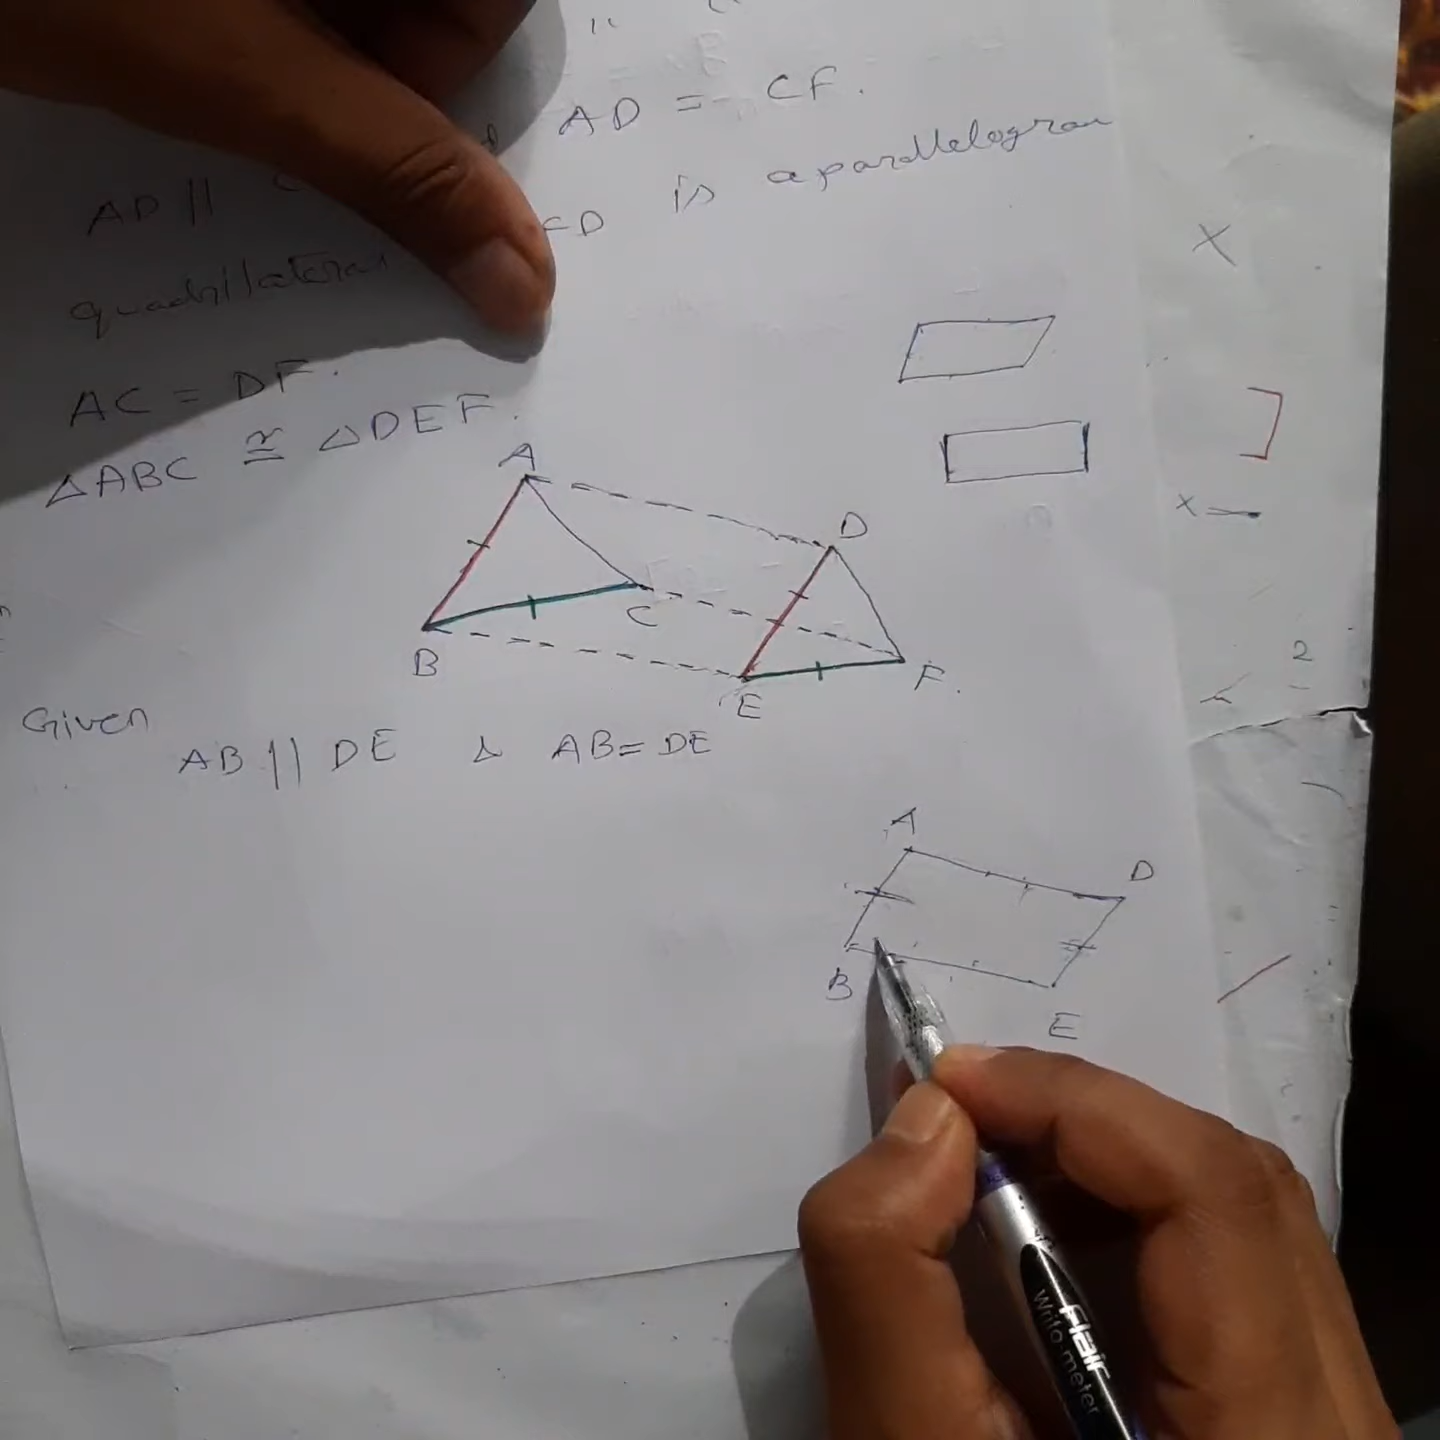 AD = CF.
AD ||
CD is a parallelogram
quadrilateral
AC = DF.
△ABC ≅ △DEF.
A
D
C
B
F.
E
Given
AB || DE & AB = DE
A
D
B
E
X
x
2
Flair
Writo-meter